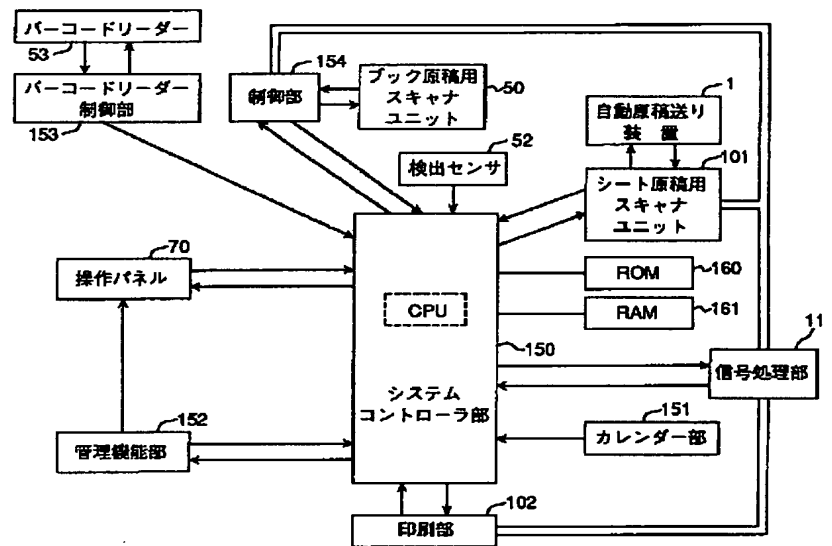 バーコードリーダー
53
バーコードリーダー
制御部
153
154
制御部
ブック原稿用
スキャナ
ユニット
50
52
検出センサ
1
自動原稿送り
装置
101
シート原稿用
スキャナ
ユニット
70
操作パネル
CPU
ROM
160
RAM
161
150
11
信号処理部
システム
コントローラ部
152
管理機能部
151
カレンダー部
102
印刷部